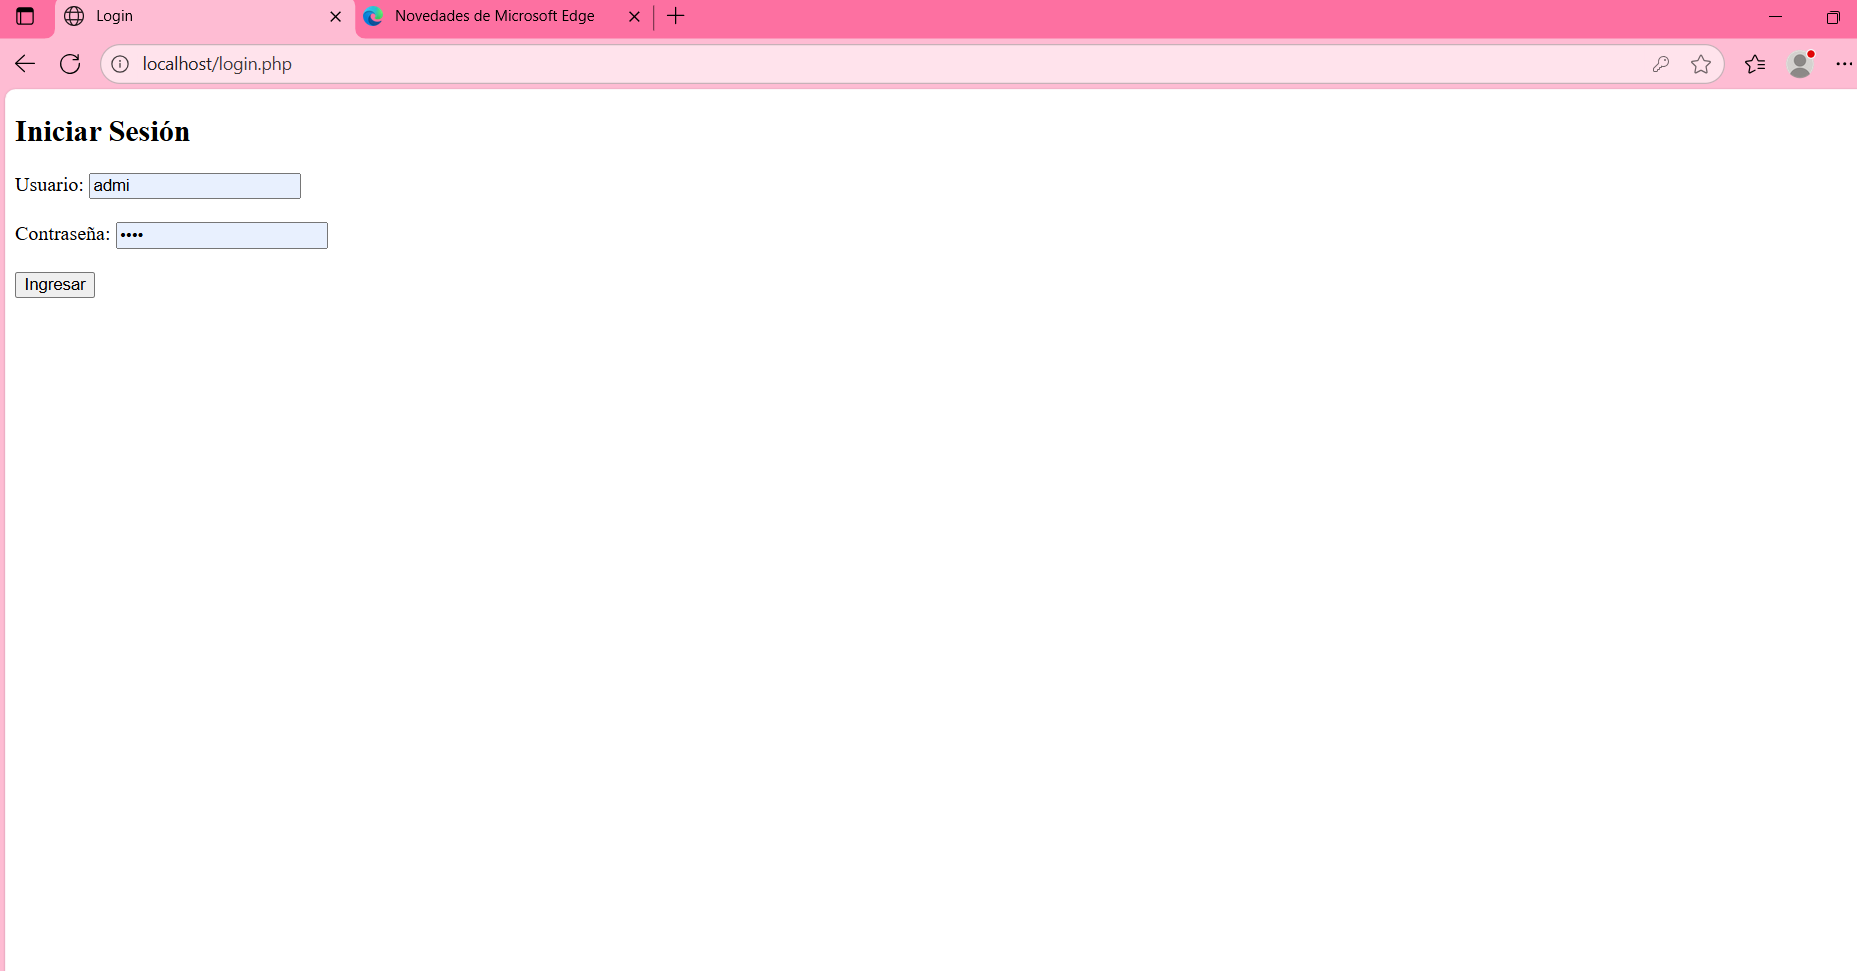 Login
Novedades de Microsoft Edge
localhost/login.php
Iniciar Sesión
Usuario: admi
Contraseña: ••••
Ingresar